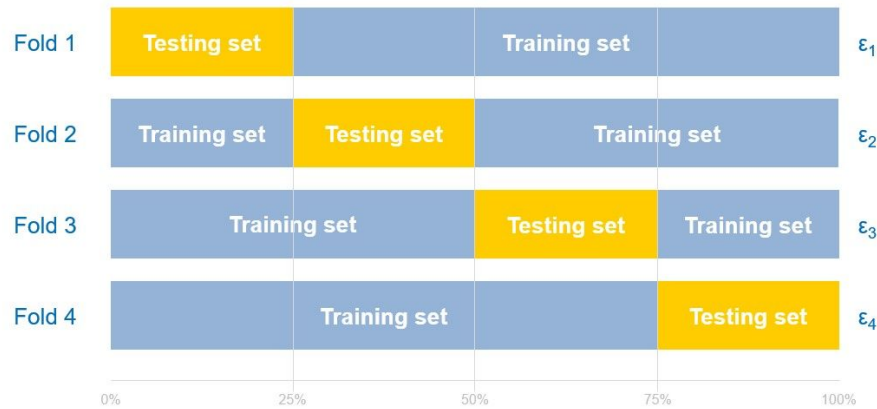 Fold 1 Testing set Training set ε₁
Fold 2 Training set Testing set Training set ε₂
Fold 3 Training set Testing set Training set ε₃
Fold 4 Training set Testing set ε₄
0% 25% 50% 75% 100%